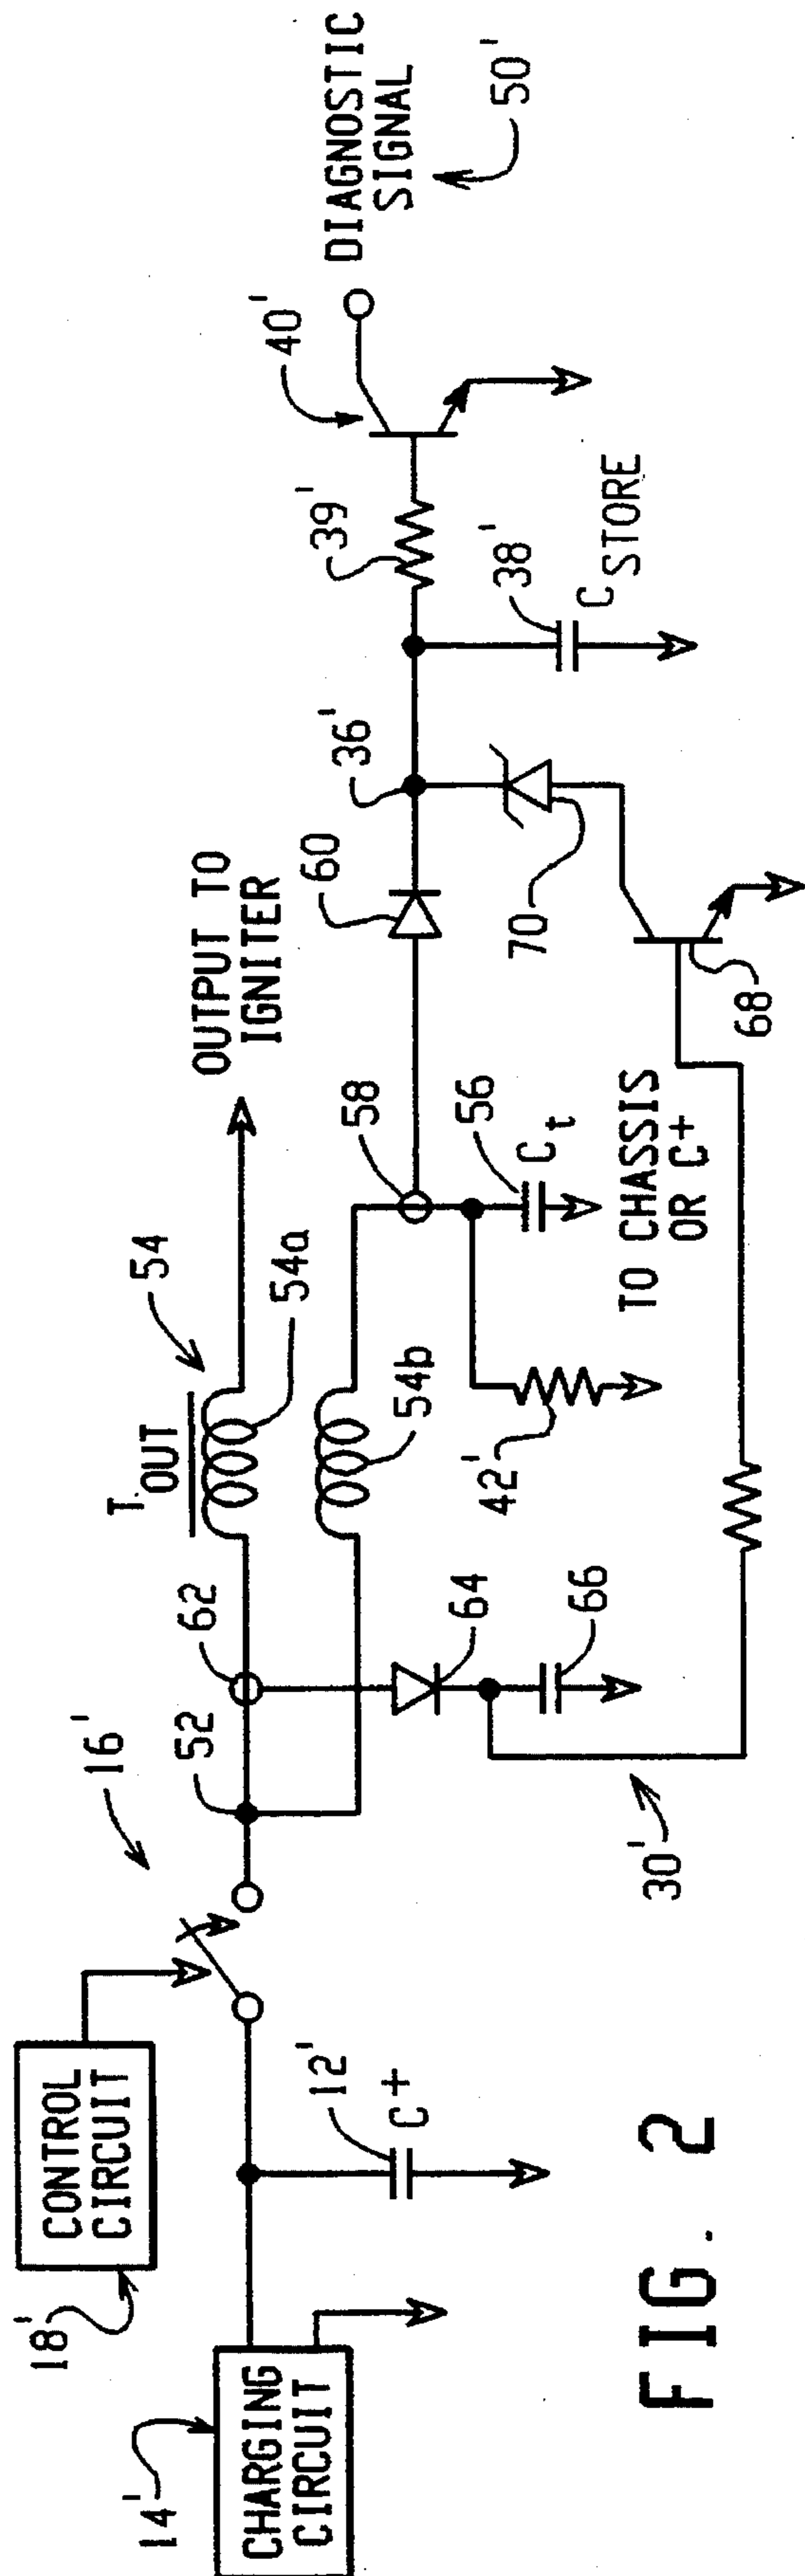 CHARGING
CIRCUIT
14'
CONTROL
CIRCUIT
18'
12'
C+
16'
52
62
T OUT
54
54a
54b
64
66
30'
42'
58
56
C t
TO CHASSIS
OR C+
OUTPUT TO
IGNITER
60
36'
70
68
39'
38'
C STORE
40'
DIAGNOSTIC
SIGNAL
50'
FIG. 2